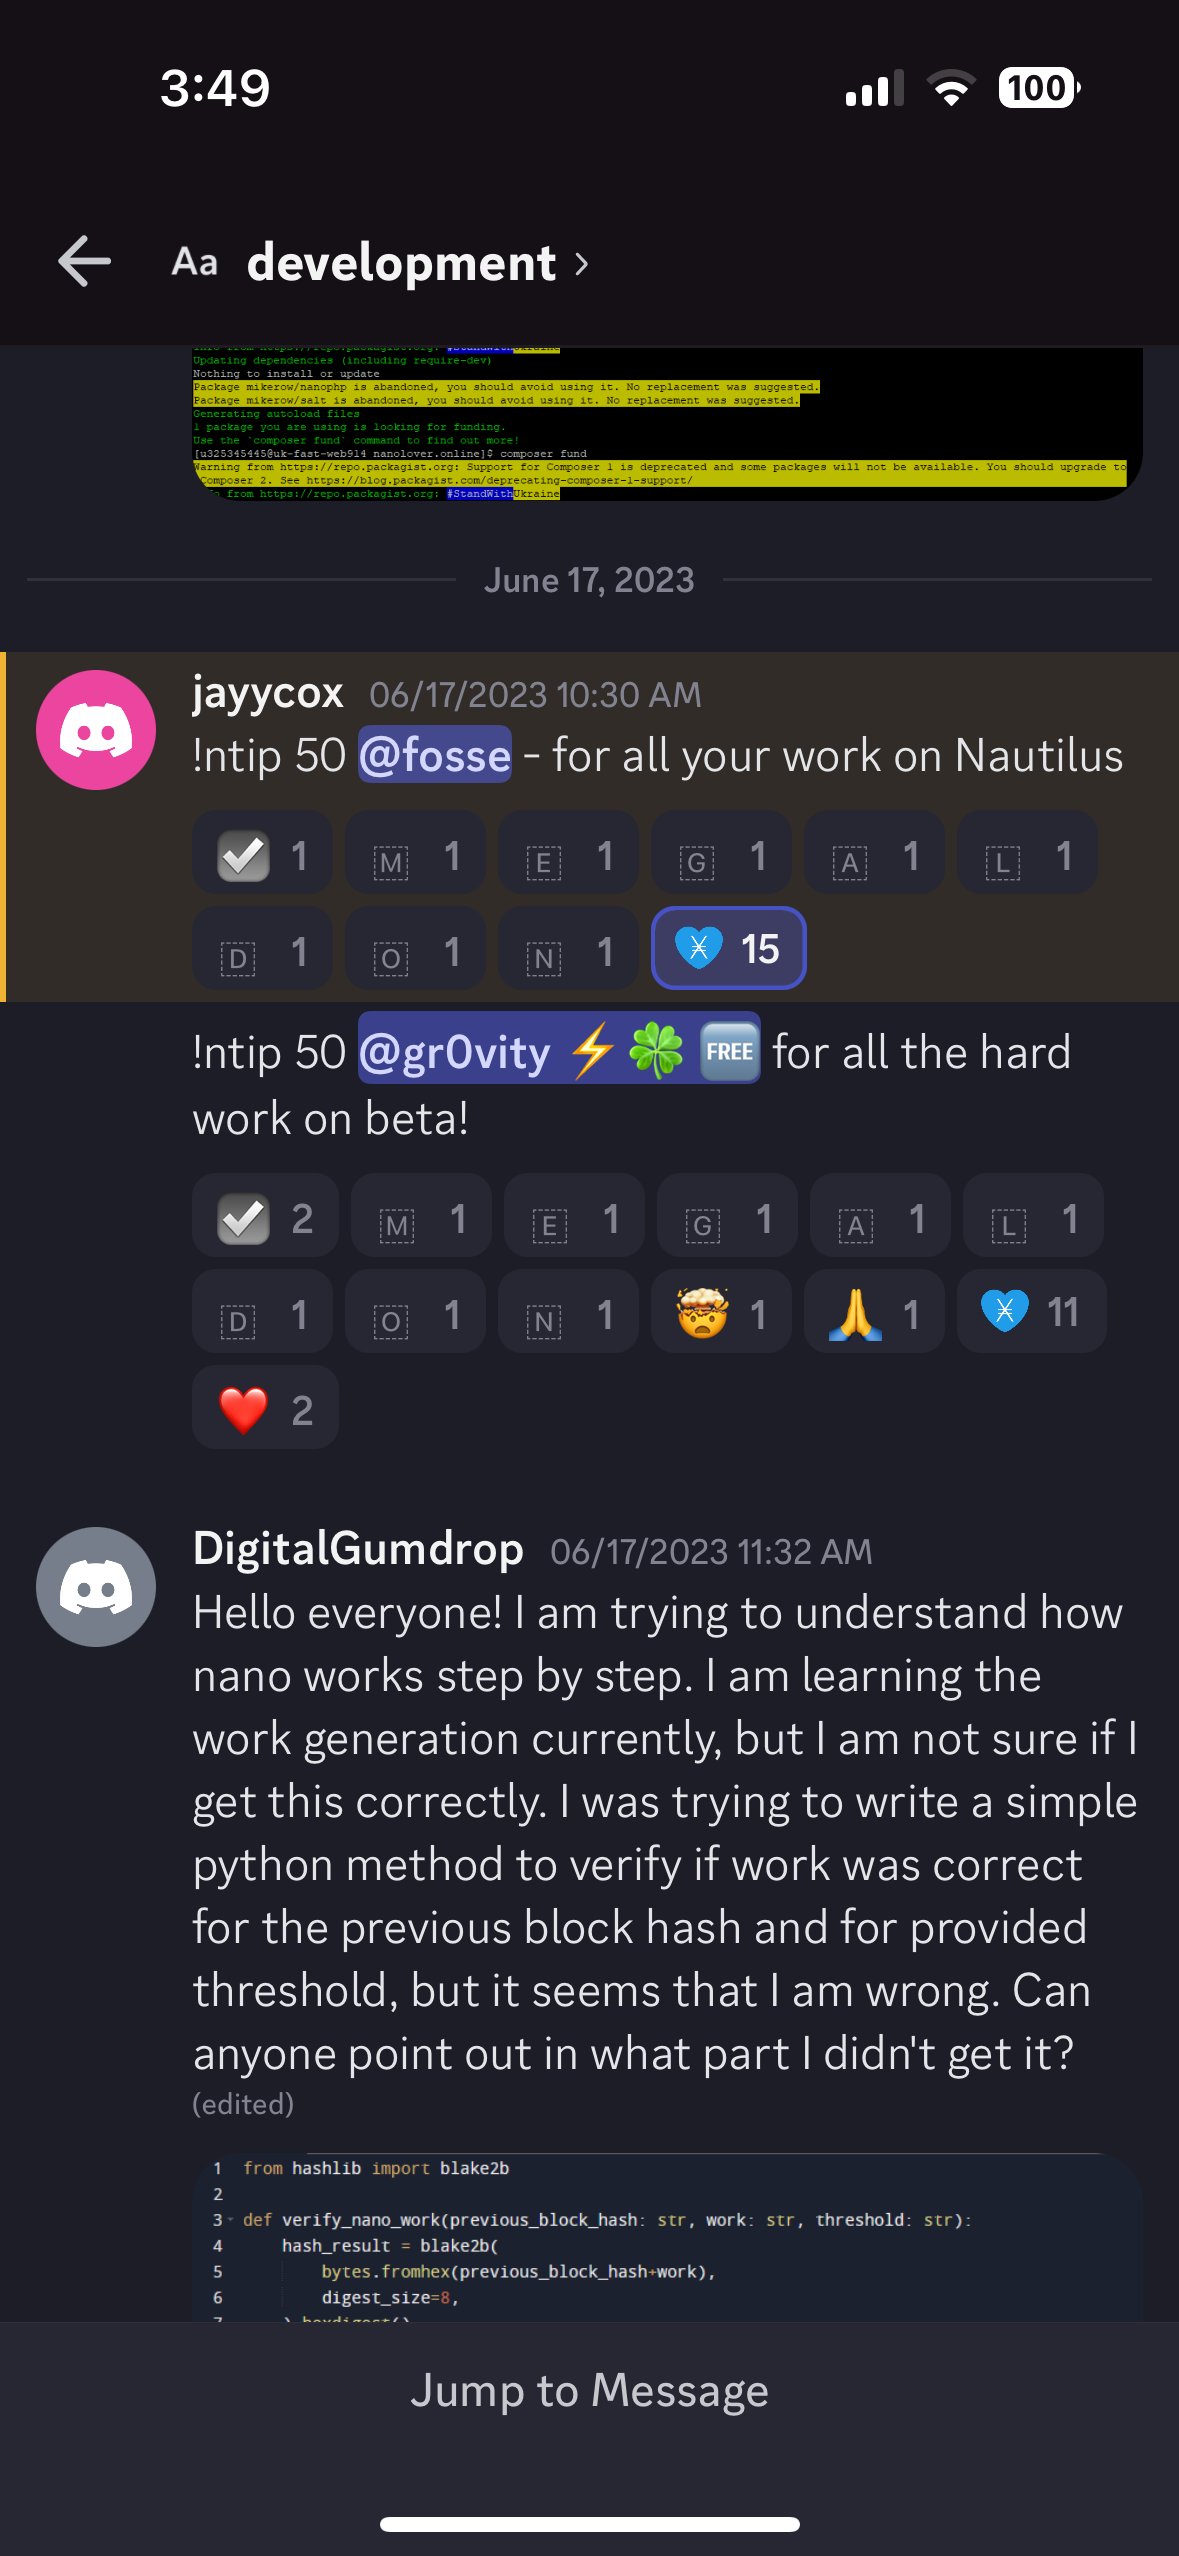 3:49
100
Aa development ›
Info from https://repo.packagist.org: #StandWithUkraine
Updating dependencies (including require-dev)
Nothing to install or update
Package mikerow/nanophp is abandoned, you should avoid using it. No replacement was suggested.
Package mikerow/salt is abandoned, you should avoid using it. No replacement was suggested.
Generating autoload files
1 package you are using is looking for funding.
Use the `composer fund` command to find out more!
[u325345445@uk-fast-web914 nanolover.online]$ composer fund
Warning from https://repo.packagist.org: Support for Composer 1 is deprecated and some packages will not be available. You should upgrade to
Composer 2. See https://blog.packagist.com/deprecating-composer-1-support/
fo from https://repo.packagist.org: #StandWithUkraine
June 17, 2023
jayycox 06/17/2023 10:30 AM
!ntip 50 @fosse - for all your work on Nautilus
☑️ 1 M 1 E 1 G 1 A 1 L 1
D 1 O 1 N 1 15
!ntip 50 @gr0vity ⚡🍀🆓 for all the hard
work on beta!
☑️ 2 M 1 E 1 G 1 A 1 L 1
D 1 O 1 N 1 🤯 1 🙏 1 11
❤️ 2
DigitalGumdrop 06/17/2023 11:32 AM
Hello everyone! I am trying to understand how
nano works step by step. I am learning the
work generation currently, but I am not sure if I
get this correctly. I was trying to write a simple
python method to verify if work was correct
for the previous block hash and for provided
threshold, but it seems that I am wrong. Can
anyone point out in what part I didn't get it?
(edited)
1 from hashlib import blake2b
2
3 def verify_nano_work(previous_block_hash: str, work: str, threshold: str):
4 hash_result = blake2b(
5 bytes.fromhex(previous_block_hash+work),
6 digest_size=8,
7 ).hexdigest()
Jump to Message